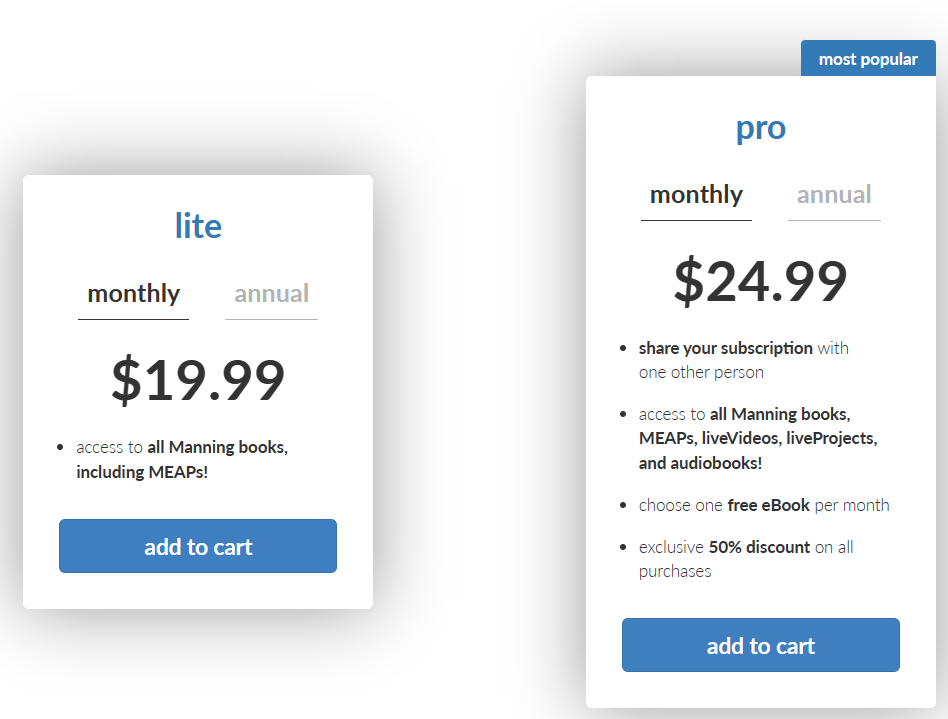 lite
monthly annual
$19.99
• access to all Manning books,
including MEAPs!
add to cart
most popular
pro
monthly annual
$24.99
• share your subscription with
one other person
• access to all Manning books,
MEAPs, liveVideos, liveProjects,
and audiobooks!
• choose one free eBook per month
• exclusive 50% discount on all
purchases
add to cart